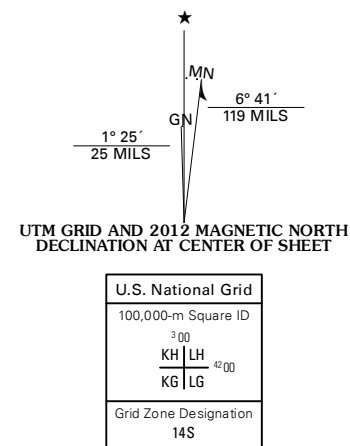 ★
MN
GN
6° 41´
119 MILS
1° 25´
25 MILS
UTM GRID AND 2012 MAGNETIC NORTH
DECLINATION AT CENTER OF SHEET
U.S. National Grid
100,000-m Square ID
³00
KH LH
⁴²00
KG LG
Grid Zone Designation
14S